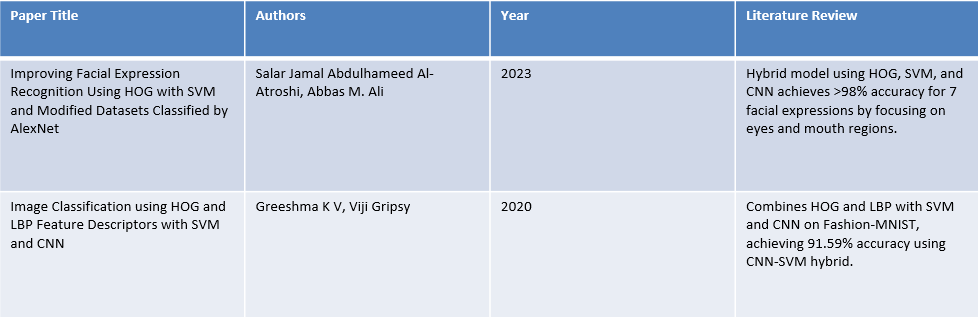 Paper Title
Authors
Year
Literature Review
Improving Facial Expression
Recognition Using HOG with SVM
and Modified Datasets Classified by
AlexNet
Salar Jamal Abdulhameed Al-
Atroshi, Abbas M. Ali
2023
Hybrid model using HOG, SVM, and
CNN achieves >98% accuracy for 7
facial expressions by focusing on
eyes and mouth regions.
Image Classification using HOG and
LBP Feature Descriptors with SVM
and CNN
Greeshma K V, Viji Gripsy
2020
Combines HOG and LBP with SVM
and CNN on Fashion-MNIST,
achieving 91.59% accuracy using
CNN-SVM hybrid.